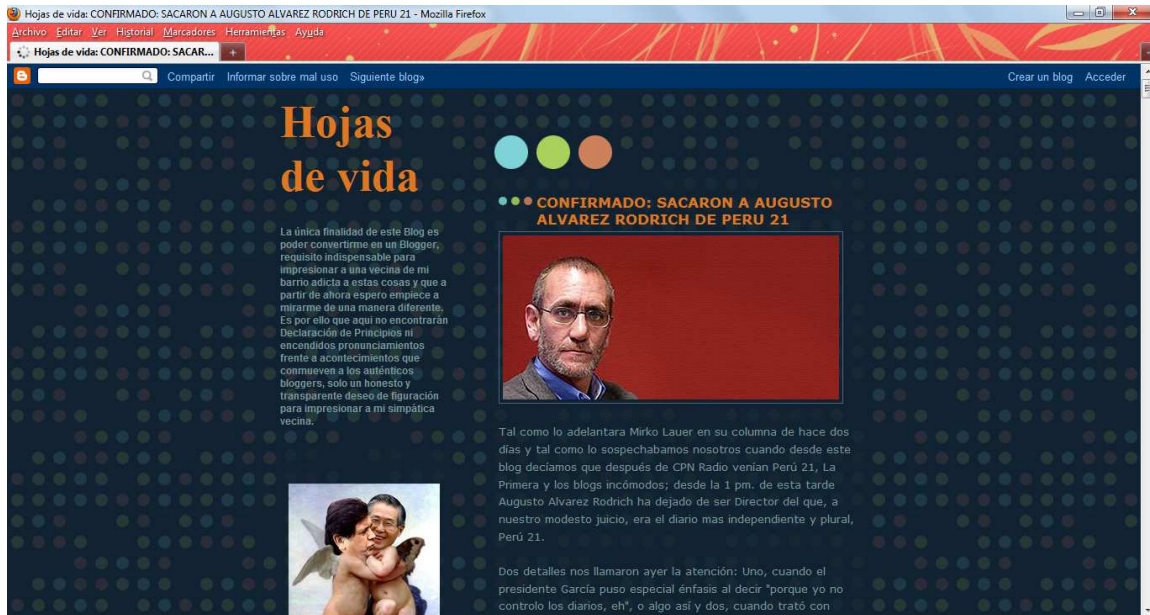 Hojas de vida: CONFIRMADO: SACARON A AUGUSTO ALVAREZ RODRICH DE PERU 21 - Mozilla Firefox
Archivo Editar Ver Historial Marcadores Herramientas Ayuda
Hojas de vida: CONFIRMADO: SACAR...
Compartir Informar sobre mal uso Siguiente blog» Crear un blog Acceder
Hojas
de vida
La única finalidad de este Blog es
poder convertirme en un Blogger,
requisito indispensable para
impresionar a una vecina de mi
barrio adicta a estas cosas y que a
partir de ahora espero empiece a
mirarme de una manera diferente.
Es por ello que aquí no encontrarán
Declaración de Principios ni
encendidos pronunciamientos
frente a acontecimientos que
conmueven a los auténticos
bloggers, solo un honesto y
transparente deseo de figuración
para impresionar a mi simpática
vecina.
CONFIRMADO: SACARON A AUGUSTO
ALVAREZ RODRICH DE PERU 21
Tal como lo adelantara Mirko Lauer en su columna de hace dos
días y tal como lo sospechabamos nosotros cuando desde este
blog decíamos que después de CPN Radio venían Perú 21, La
Primera y los blogs incómodos; desde la 1 pm. de esta tarde
Augusto Alvarez Rodrich ha dejado de ser Director del que, a
nuestro modesto juicio, era el diario mas independiente y plural,
Perú 21.
Dos detalles nos llamaron ayer la atención: Uno, cuando el
presidente García puso especial énfasis al decir "porque yo no
controlo los diarios, eh", o algo así y dos, cuando trató con